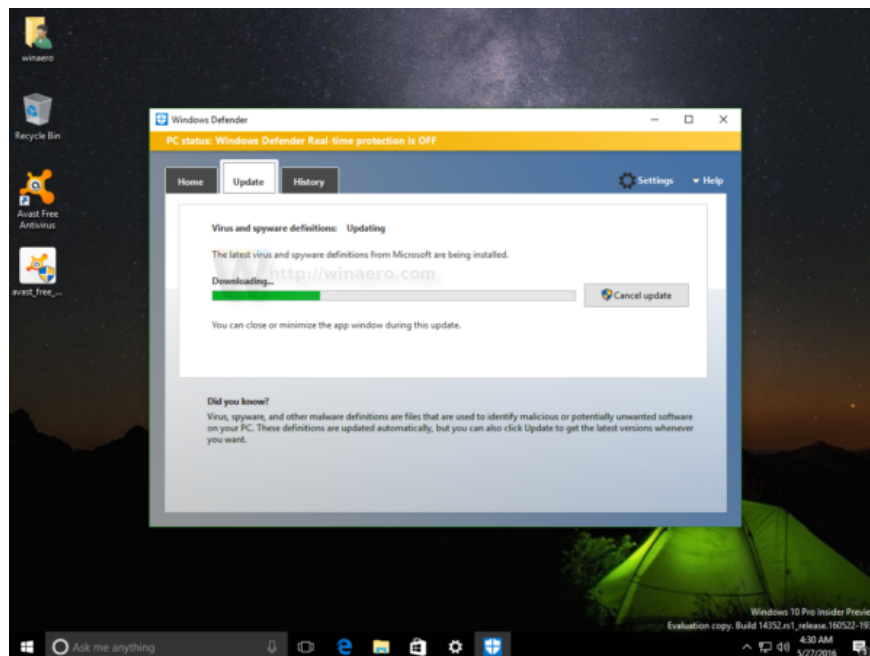 winaero
Recycle Bin
Avast Free
Antivirus
avast_free_...
Windows Defender
PC status: Windows Defender Real-time protection is OFF
Home
Update
History
Settings
Help
Virus and spyware definitions: Updating
The latest virus and spyware definitions from Microsoft are being installed.
http://winaero.com
Downloading...
Cancel update
You can close or minimize the app window during this update.
Did you know?
Virus, spyware, and other malware definitions are files that are used to identify malicious or potentially unwanted software
on your PC. These definitions are updated automatically, but you can also click Update to get the latest versions whenever
you want.
Windows 10 Pro Insider Previe
Evaluation copy. Build 14352.rs1_release.160522-19
Ask me anything
4:30 AM
5/27/2016